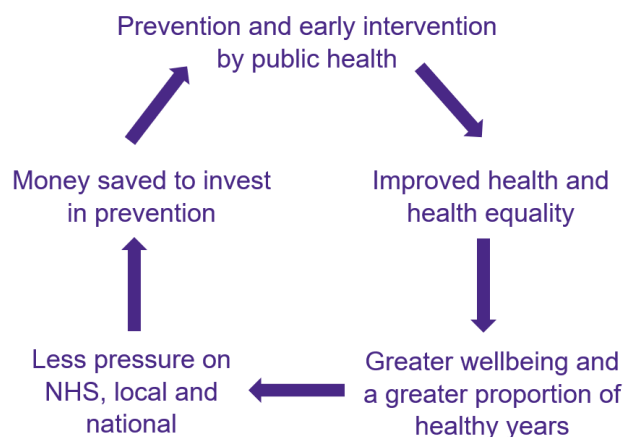 Prevention and early intervention
by public health
Improved health and
health equality
Greater wellbeing and
a greater proportion of
healthy years
Less pressure on
NHS, local and
national
Money saved to invest
in prevention